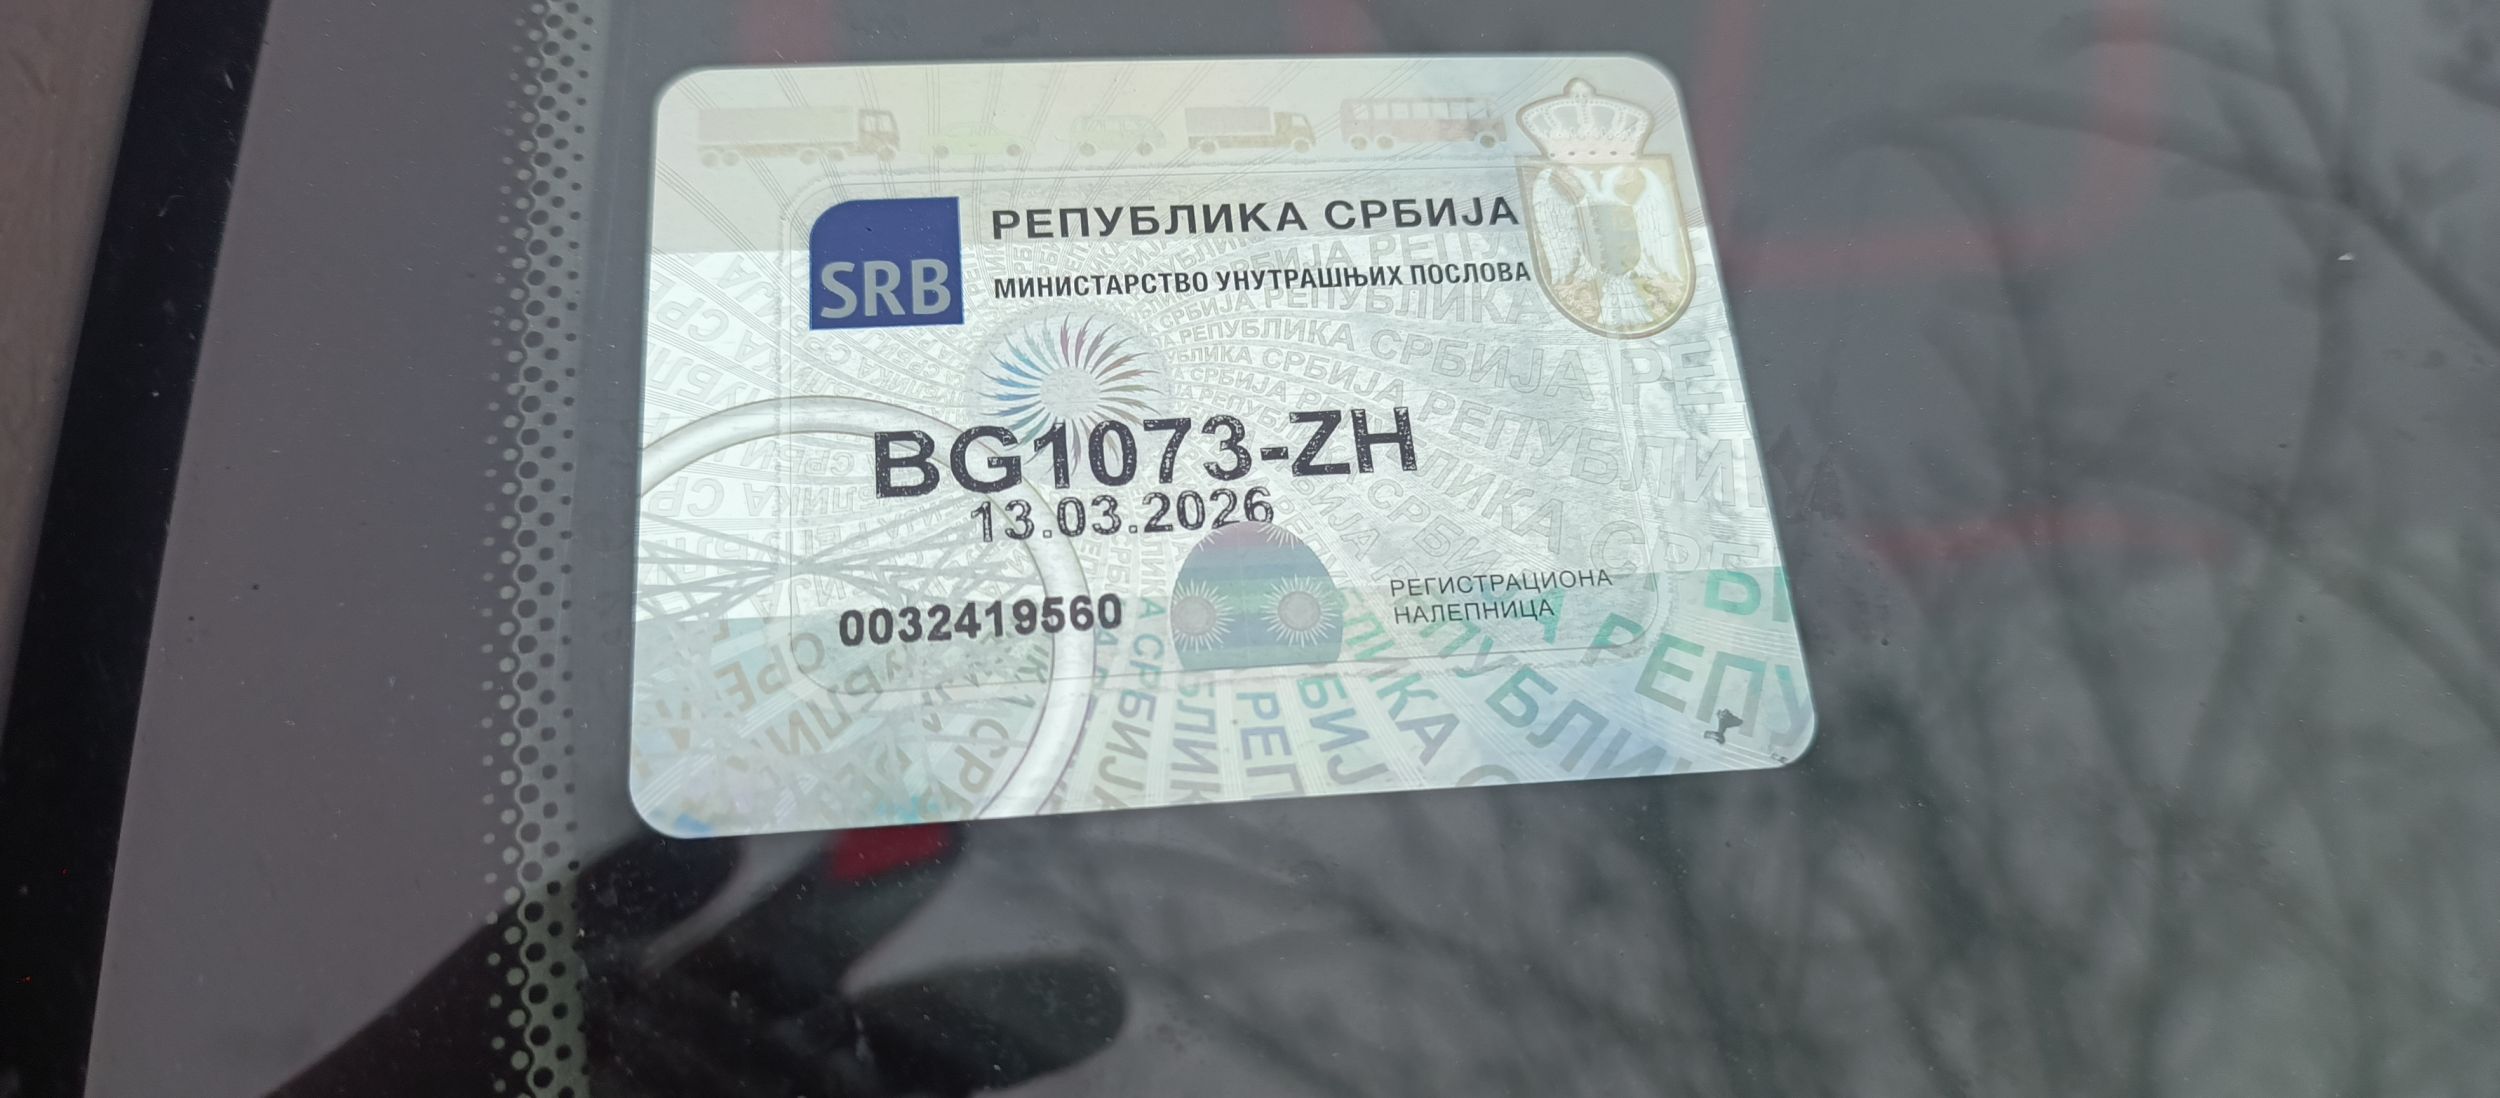 РЕПУБЛИКА СРБИЈА
SRB
МИНИСТАРСТВО УНУТРАШЊИХ ПОСЛОВА
BG1073-ZH
13.03.2026
0032419560
РЕГИСТРАЦИОНА
НАЛЕПНИЦА